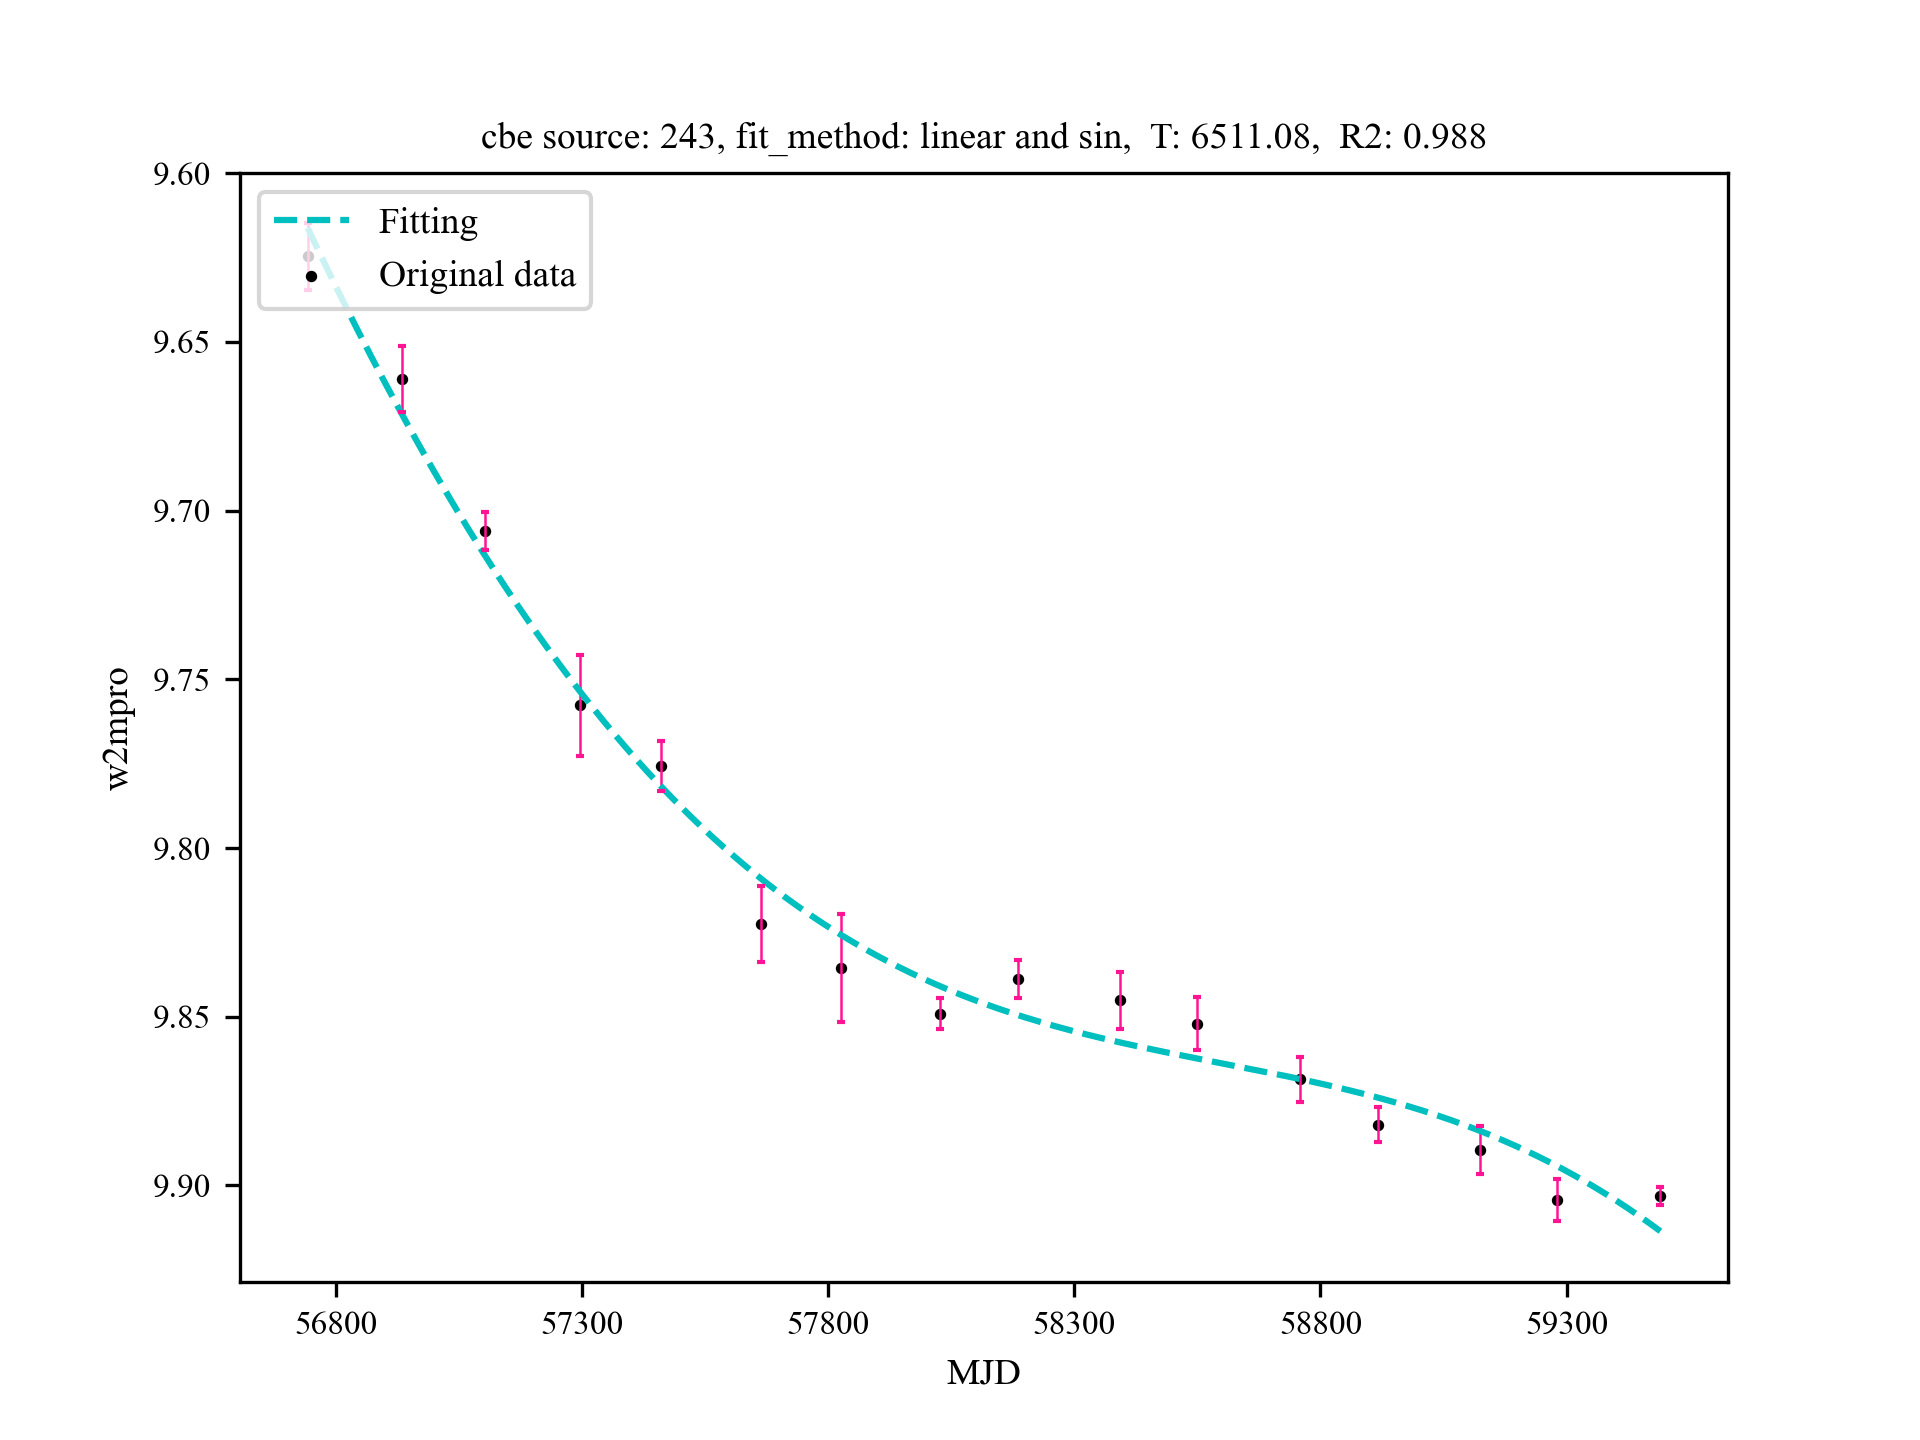 cbe source: 243, fit_method: linear and sin,  T: 6511.08,  R2: 0.988
9.60
Fitting
Original data
9.65
9.70
9.75
w2mpro
9.80
9.85
9.90
56800 57300 57800 58300 58800 59300
MJD